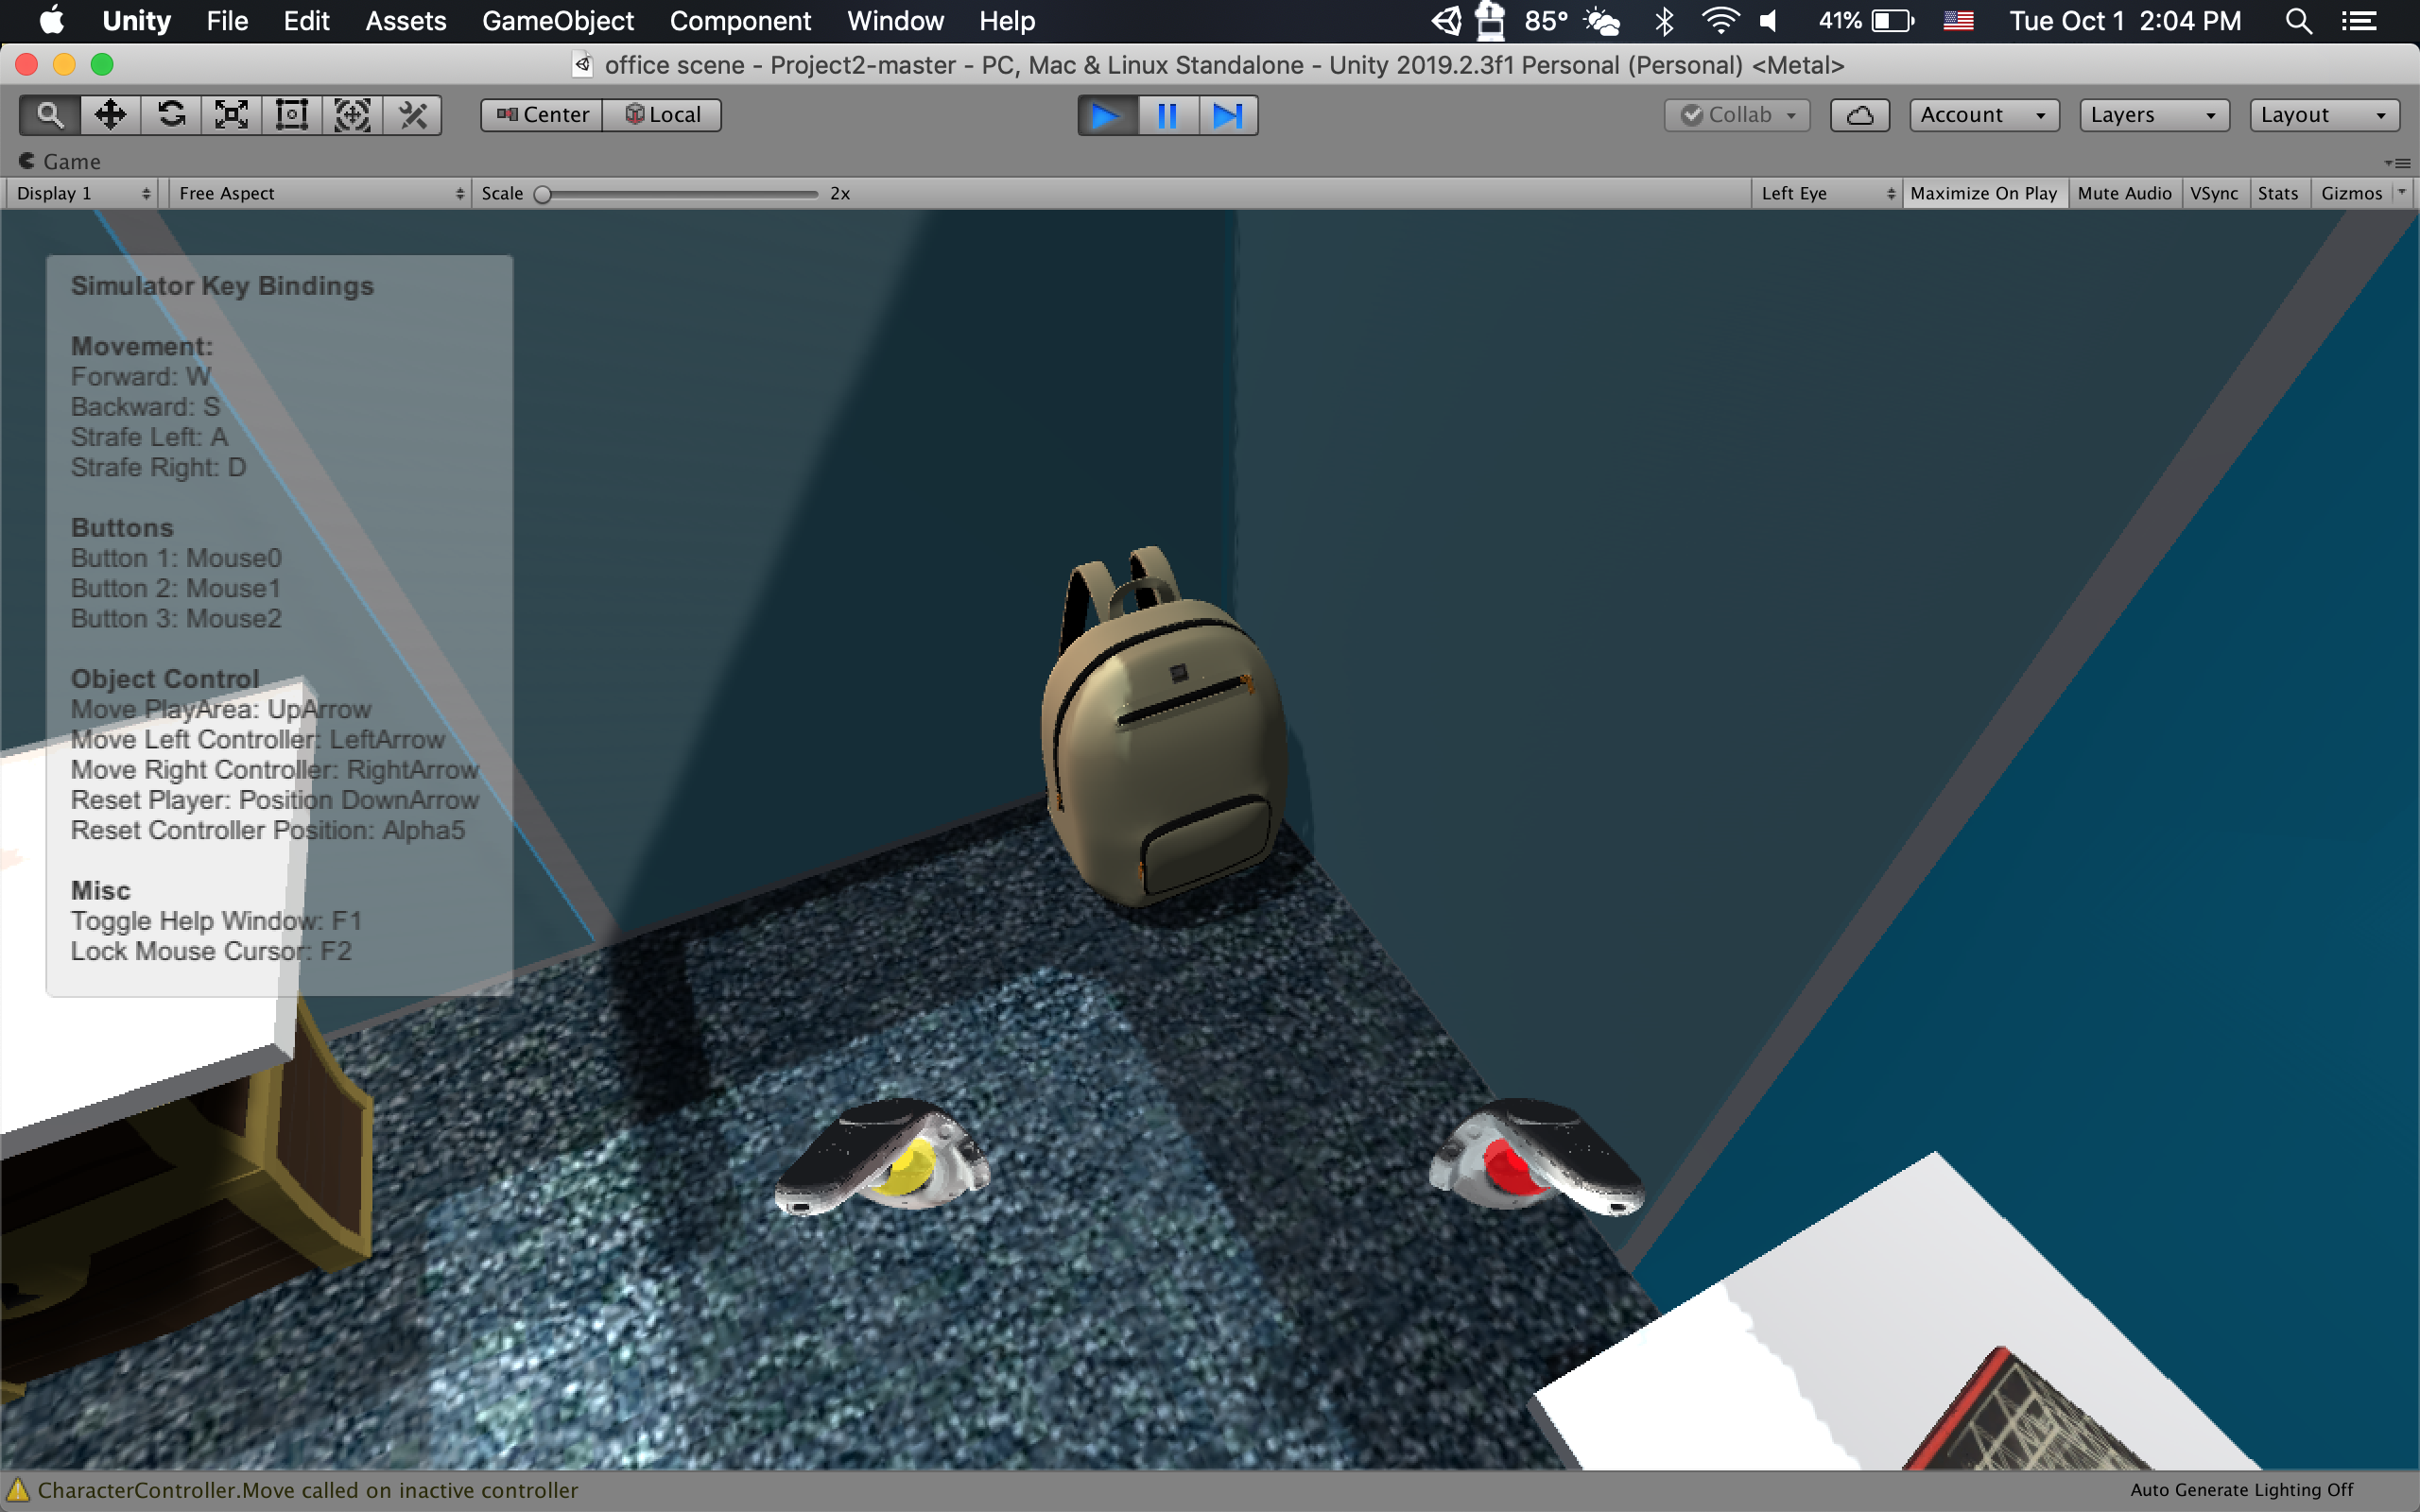 Unity File Edit Assets GameObject Component Window Help 85° 41% Tue Oct 1 2:04 PM
office scene - Project2-master - PC, Mac & Linux Standalone - Unity 2019.2.3f1 Personal (Personal) <Metal>
Center Local Collab Account Layers Layout
Game
Display 1 Free Aspect Scale 2x Left Eye Maximize On Play Mute Audio VSync Stats Gizmos
Simulator Key Bindings
Movement:
Forward: W
Backward: S
Strafe Left: A
Strafe Right: D
Buttons
Button 1: Mouse0
Button 2: Mouse1
Button 3: Mouse2
Object Control
Move PlayArea: UpArrow
Move Left Controller: LeftArrow
Move Right Controller: RightArrow
Reset Player: Position DownArrow
Reset Controller Position: Alpha5
Misc
Toggle Help Window: F1
Lock Mouse Cursor: F2
CharacterController.Move called on inactive controller
Auto Generate Lighting Off